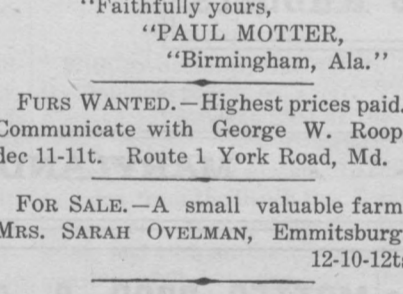 "Faithfully yours,
"PAUL MOTTER,
"Birmingham, Ala."
FURS WANTED.—Highest prices paid.
Communicate with George W. Roop
dec 11-11t. Route 1 York Road, Md.
FOR SALE.—A small valuable farm
MRS. SARAH OVELMAN, Emmitsburg
12-10-12ts